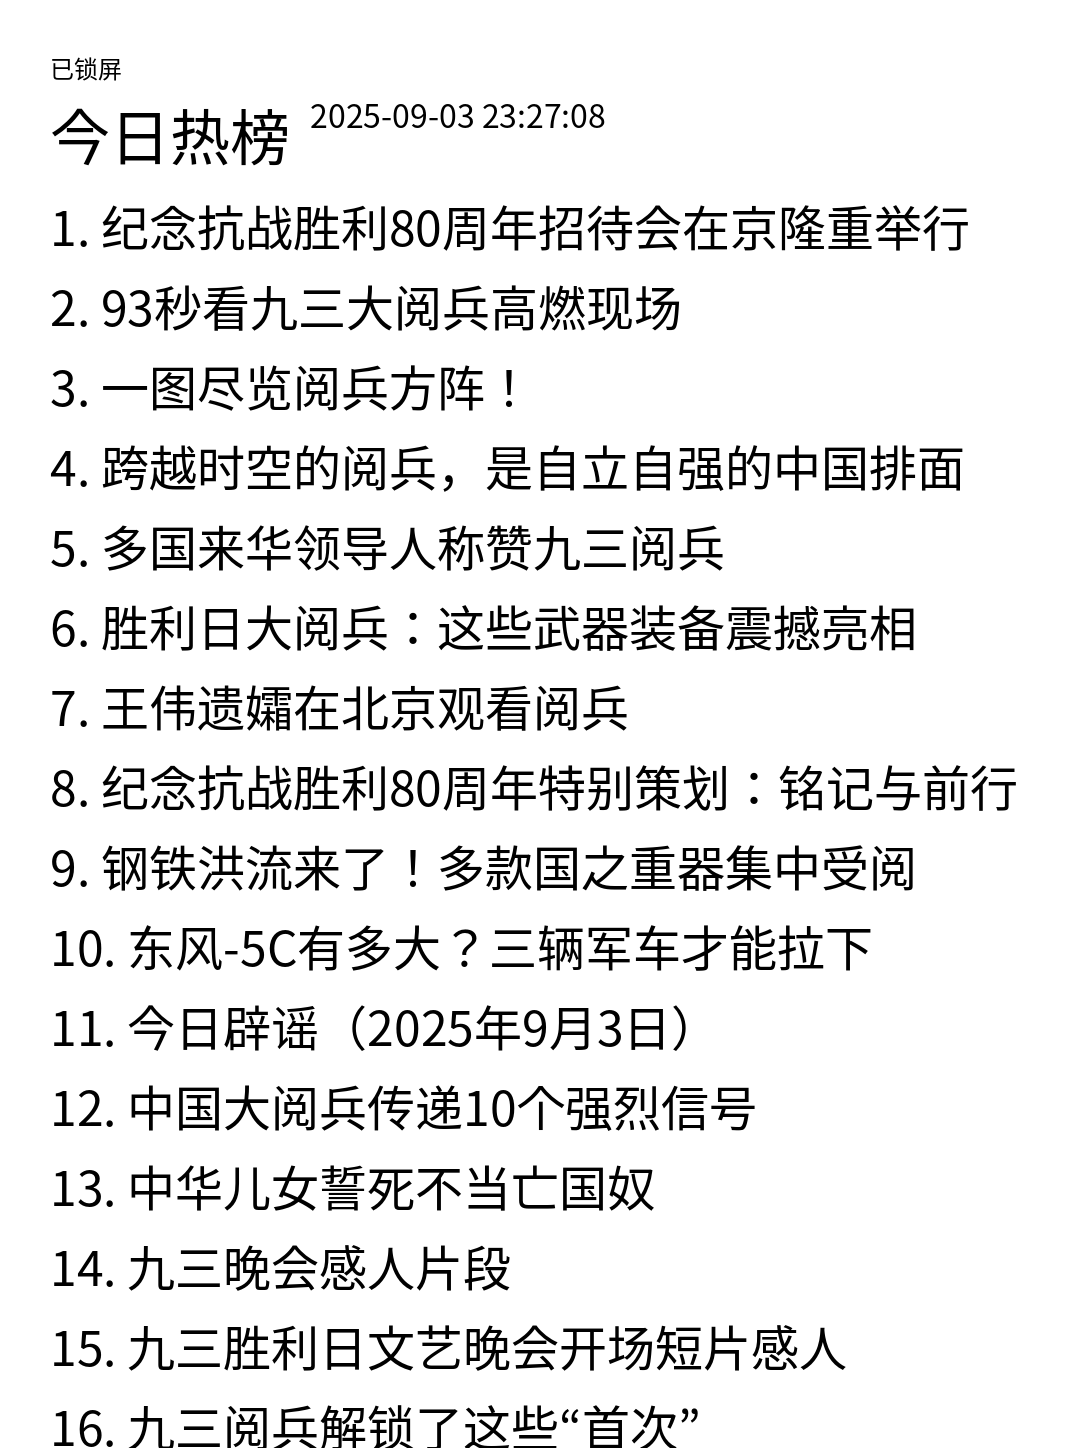 已锁屏
今日热榜 2025-09-03 23:27:08
1. 纪念抗战胜利80周年招待会在京隆重举行
2. 93秒看九三大阅兵高燃现场
3. 一图尽览阅兵方阵！
4. 跨越时空的阅兵，是自立自强的中国排面
5. 多国来华领导人称赞九三阅兵
6. 胜利日大阅兵：这些武器装备震撼亮相
7. 王伟遗孀在北京观看阅兵
8. 纪念抗战胜利80周年特别策划：铭记与前行
9. 钢铁洪流来了！多款国之重器集中受阅
10. 东风-5C有多大？三辆军车才能拉下
11. 今日辟谣（2025年9月3日）
12. 中国大阅兵传递10个强烈信号
13. 中华儿女誓死不当亡国奴
14. 九三晚会感人片段
15. 九三胜利日文艺晚会开场短片感人
16. 九三阅兵解锁了这些“首次”